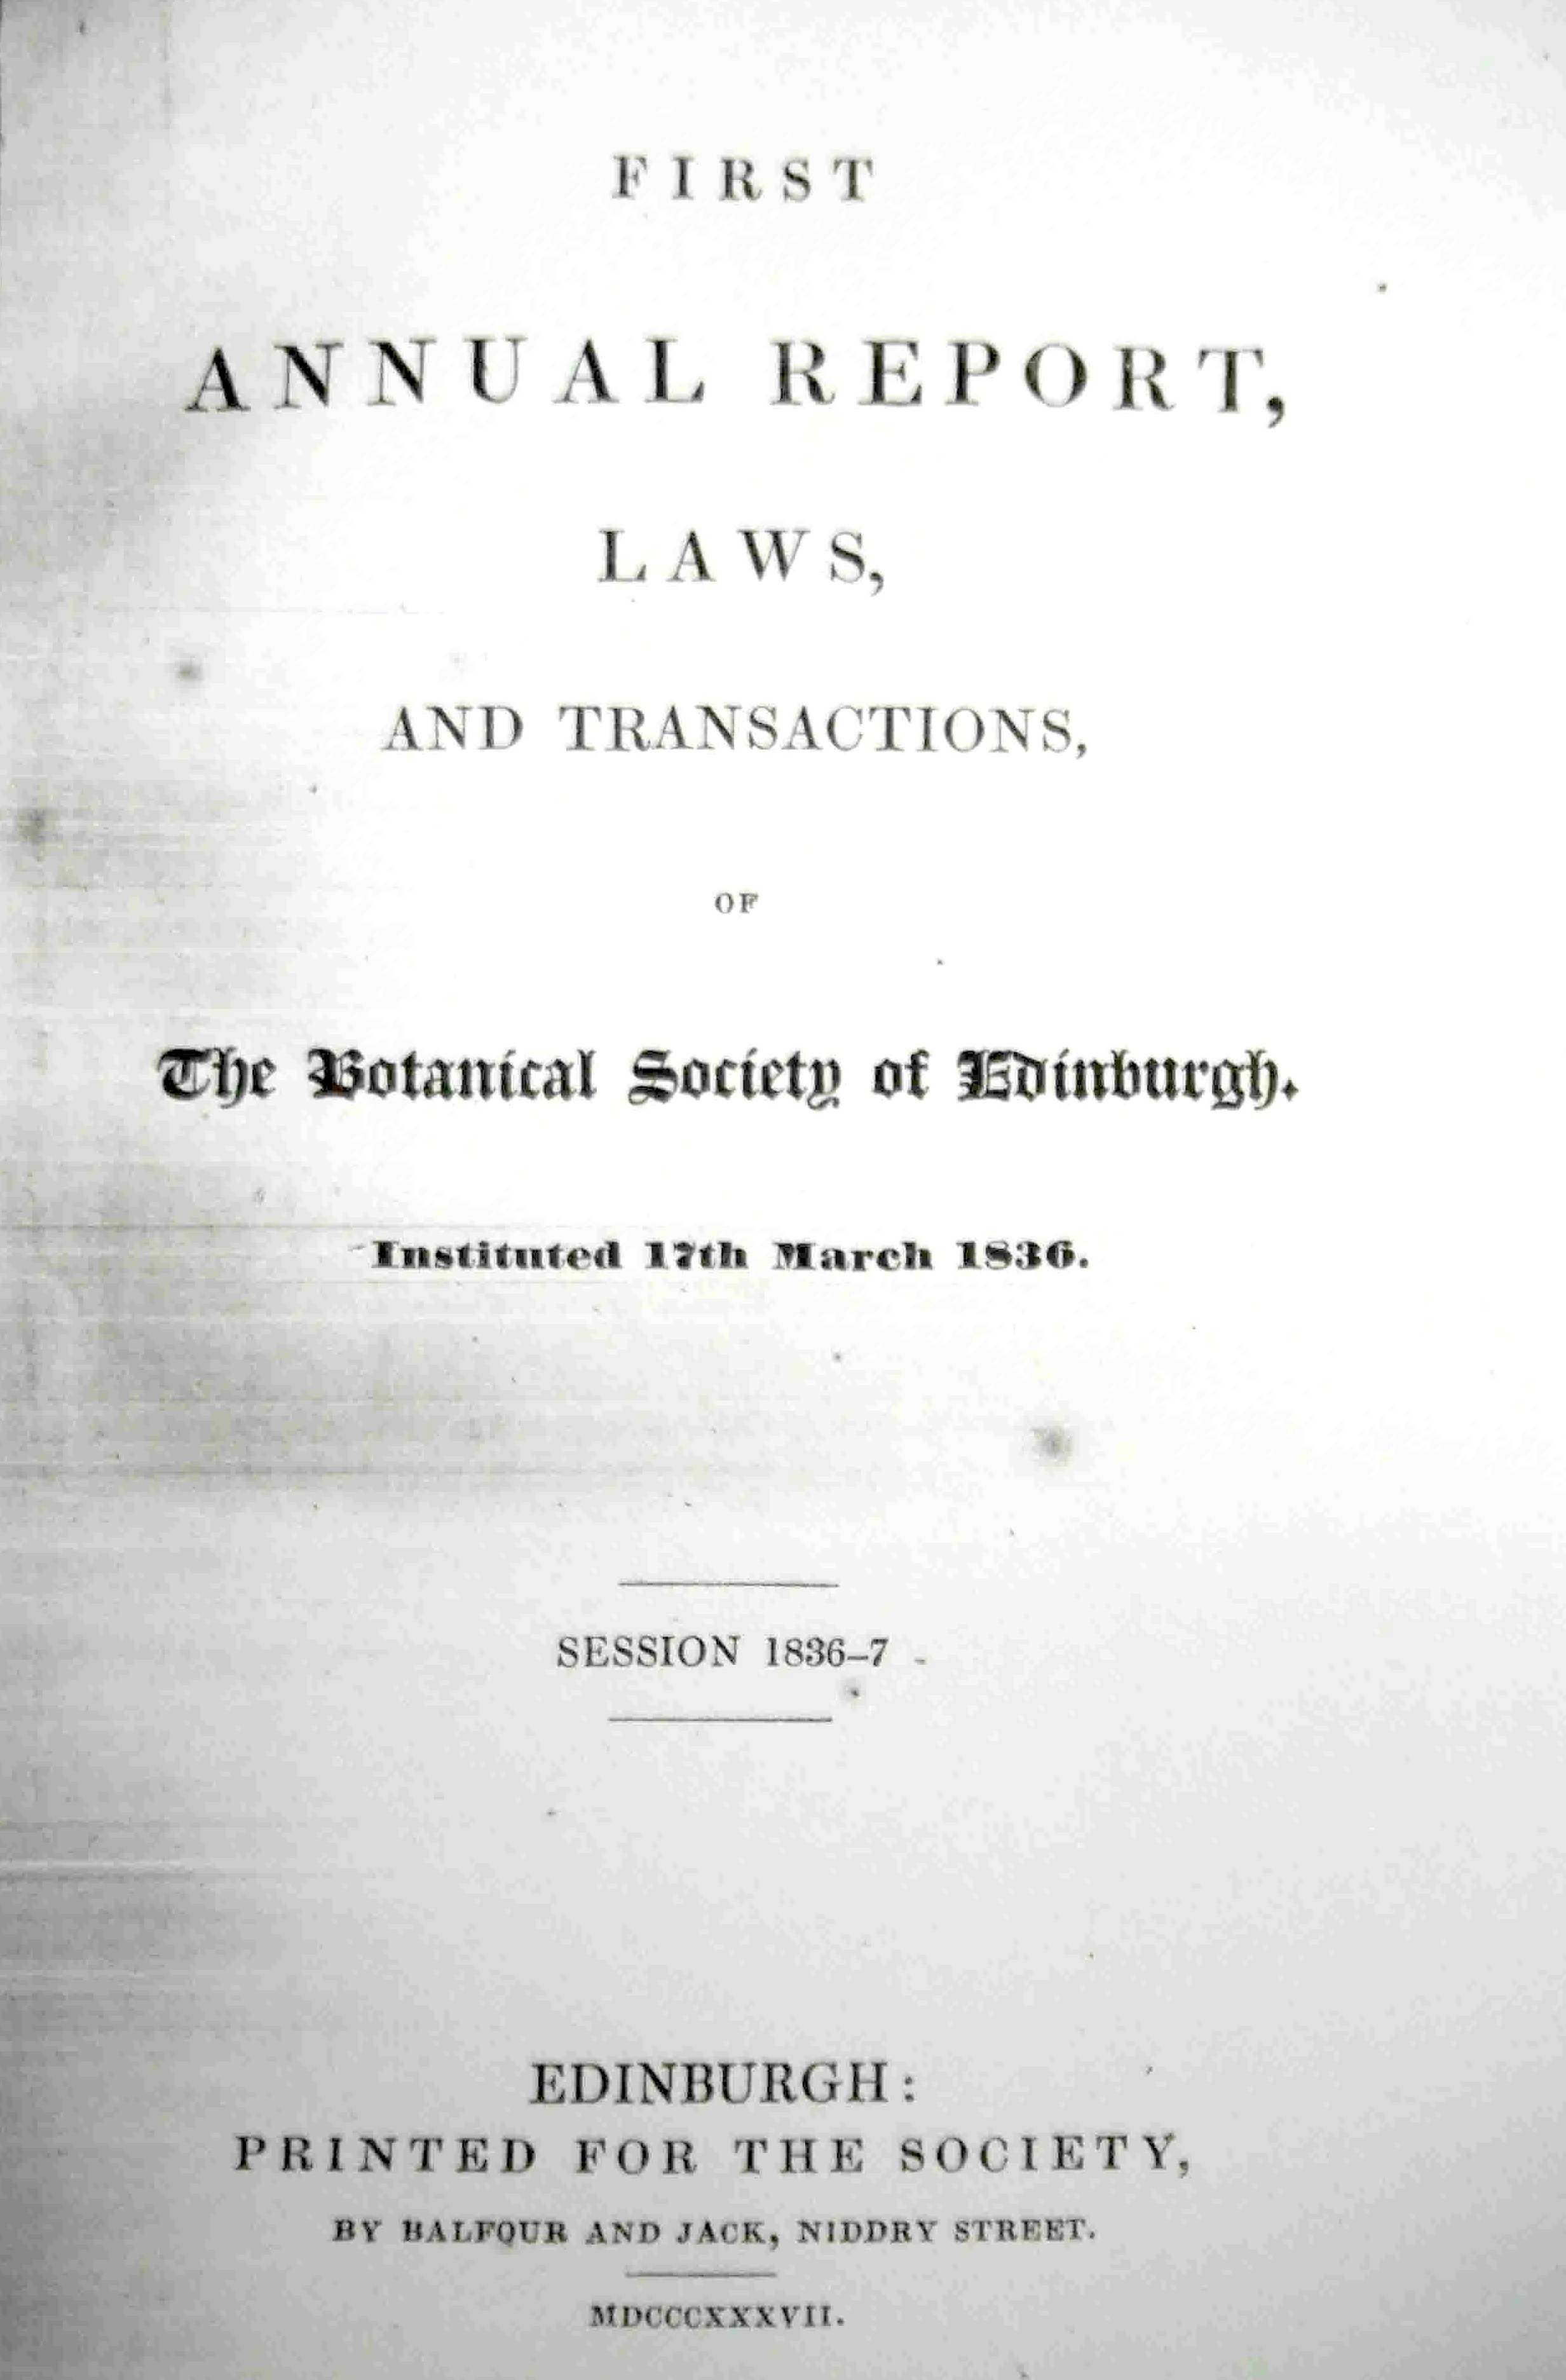 FIRST
ANNUAL REPORT,
LAWS,
AND TRANSACTIONS,
OF
The Botanical Society of Edinburgh.
Instituted 17th March 1836.
SESSION 1836–7
EDINBURGH:
PRINTED FOR THE SOCIETY,
BY BALFOUR AND JACK, NIDDRY STREET.
MDCCCXXXVII.